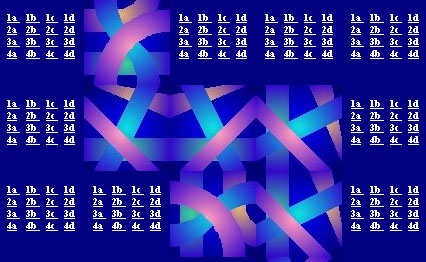 1a 1b 1c 1d 1a 1b 1c 1d 1a 1b 1c 1d 1a 1b 1c 1d
2a 2b 2c 2d 2a 2b 2c 2d 2a 2b 2c 2d 2a 2b 2c 2d
3a 3b 3c 3d 3a 3b 3c 3d 3a 3b 3c 3d 3a 3b 3c 3d
4a 4b 4c 4d 4a 4b 4c 4d 4a 4b 4c 4d 4a 4b 4c 4d
1a 1b 1c 1d 1a 1b 1c 1d
2a 2b 2c 2d 2a 2b 2c 2d
3a 3b 3c 3d 3a 3b 3c 3d
4a 4b 4c 4d 4a 4b 4c 4d
1a 1b 1c 1d 1a 1b 1c 1d 1a 1b 1c 1d
2a 2b 2c 2d 2a 2b 2c 2d 2a 2b 2c 2d
3a 3b 3c 3d 3a 3b 3c 3d 3a 3b 3c 3d
4a 4b 4c 4d 4a 4b 4c 4d 4a 4b 4c 4d